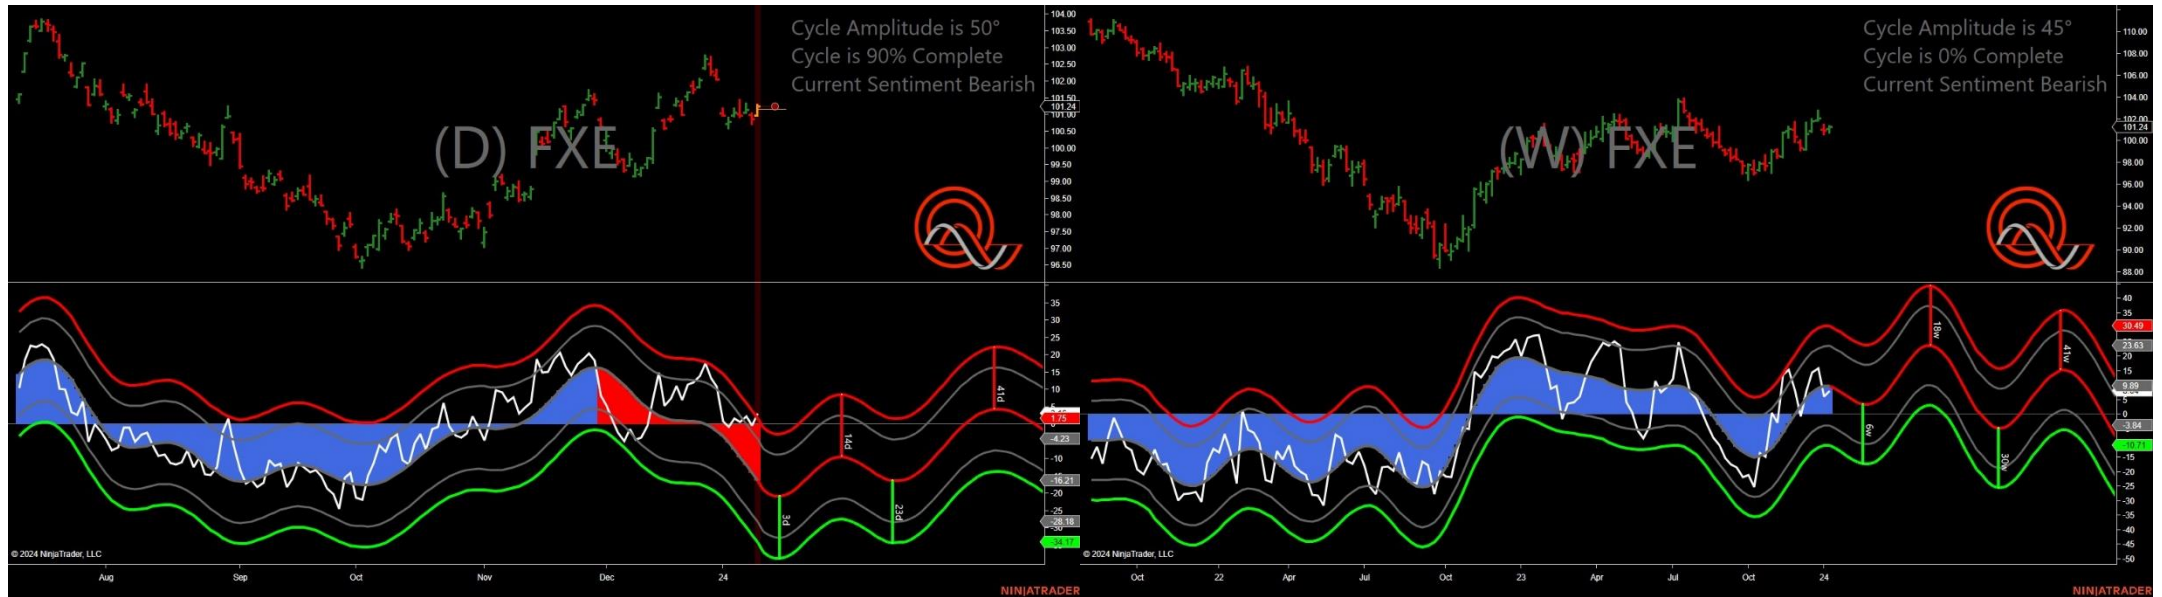 Cycle Amplitude is 50°
Cycle is 90% Complete
Current Sentiment Bearish
(D) FXE
104.00
103.50
103.00
102.50
102.00
101.50
101.24
101.00
100.50
100.00
99.50
99.00
98.50
98.00
97.50
97.00
96.50
35
30
25
20
15
10
5
1.75
-4.23
-10
-16.21
-20
-28.18
-30
-34.17
3d
14d
23d
41d
© 2024 NinjaTrader, LLC
Aug
Sep
Oct
Nov
Dec
24
NINJATRADER
Cycle Amplitude is 45°
Cycle is 0% Complete
Current Sentiment Bearish
(W) FXE
110.00
108.00
106.00
104.00
102.00
101.24
100.00
98.00
96.00
94.00
92.00
90.00
88.00
40
35
30.49
23.63
20
15
9.89
5
0
-3.84
-10.71
-15
-20
-25
-30
-35
-40
-45
-50
6w
18w
30w
41w
© 2024 NinjaTrader, LLC
Oct
22
Apr
Jul
Oct
23
Apr
Jul
Oct
24
NINJATRADER